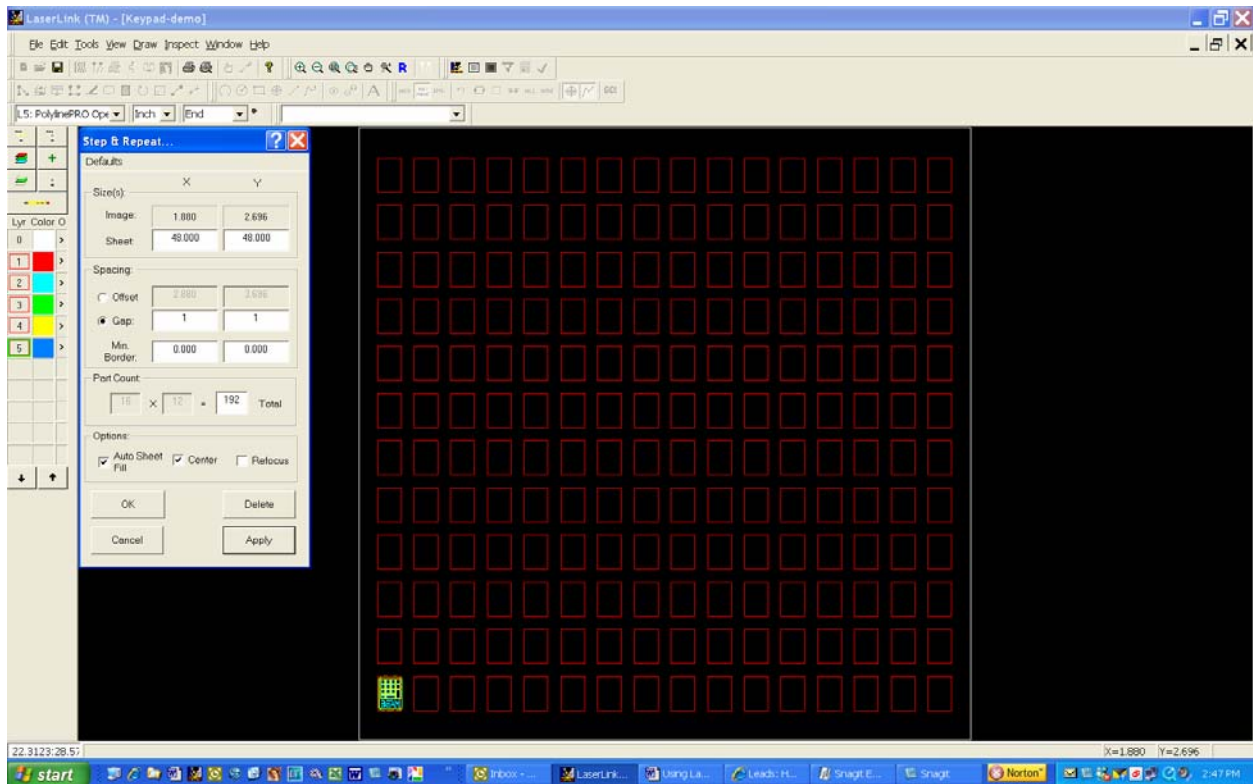 LaserLink (TM) - [Keypad-demo]
File Edit Tools View Draw Inspect Window Help
R
A GO!
L5: PolylinePRO Ope Inch End
Step & Repeat...
Defaults
X Y
Size(s):
Image: 1.880 2.696
Sheet 48.000 48.000
Spacing:
Offset 2.880 3.696
Gap: 1 1
Min. Border: 0.000 0.000
Part Count:
16 X 12 = 192 Total
Options:
Auto Sheet Fill Center Refocus
OK Delete
Cancel Apply
Lyr Color O
0
1
2
3
4
5
22.3123:28.57 X=1.880 Y=2.696
start Inbox - ... LaserLink... Using La... Leads: H... SnagIt E... SnagIt Norton 2:47 PM